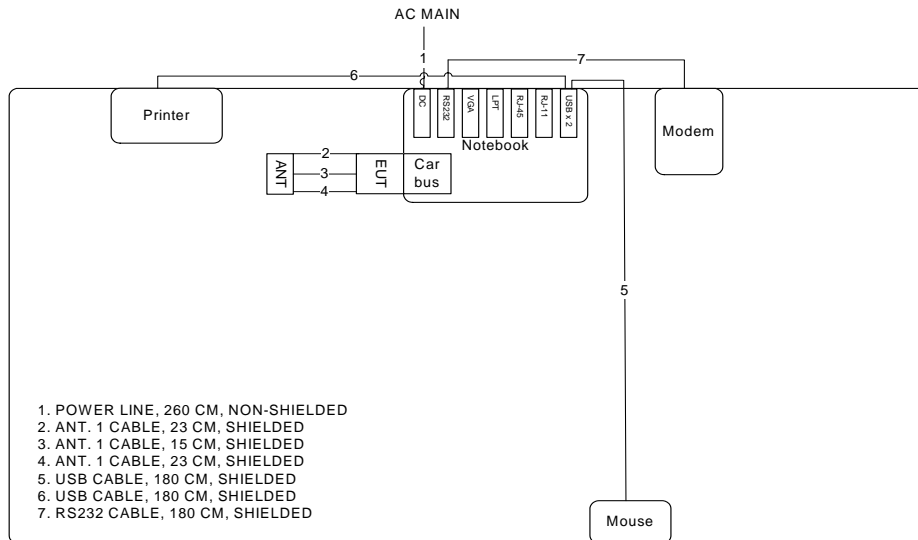 AC MAIN
1
7
6
Printer
DC
RS232
VGA
LPT
RJ-45
RJ-11
USB x 2
Modem
Notebook
ANT
2
3
4
EUT
Car
bus
5
1. POWER LINE, 260 CM, NON-SHIELDED
2. ANT. 1 CABLE, 23 CM, SHIELDED
3. ANT. 1 CABLE, 15 CM, SHIELDED
4. ANT. 1 CABLE, 23 CM, SHIELDED
5. USB CABLE, 180 CM, SHIELDED
6. USB CABLE, 180 CM, SHIELDED
7. RS232 CABLE, 180 CM, SHIELDED
Mouse